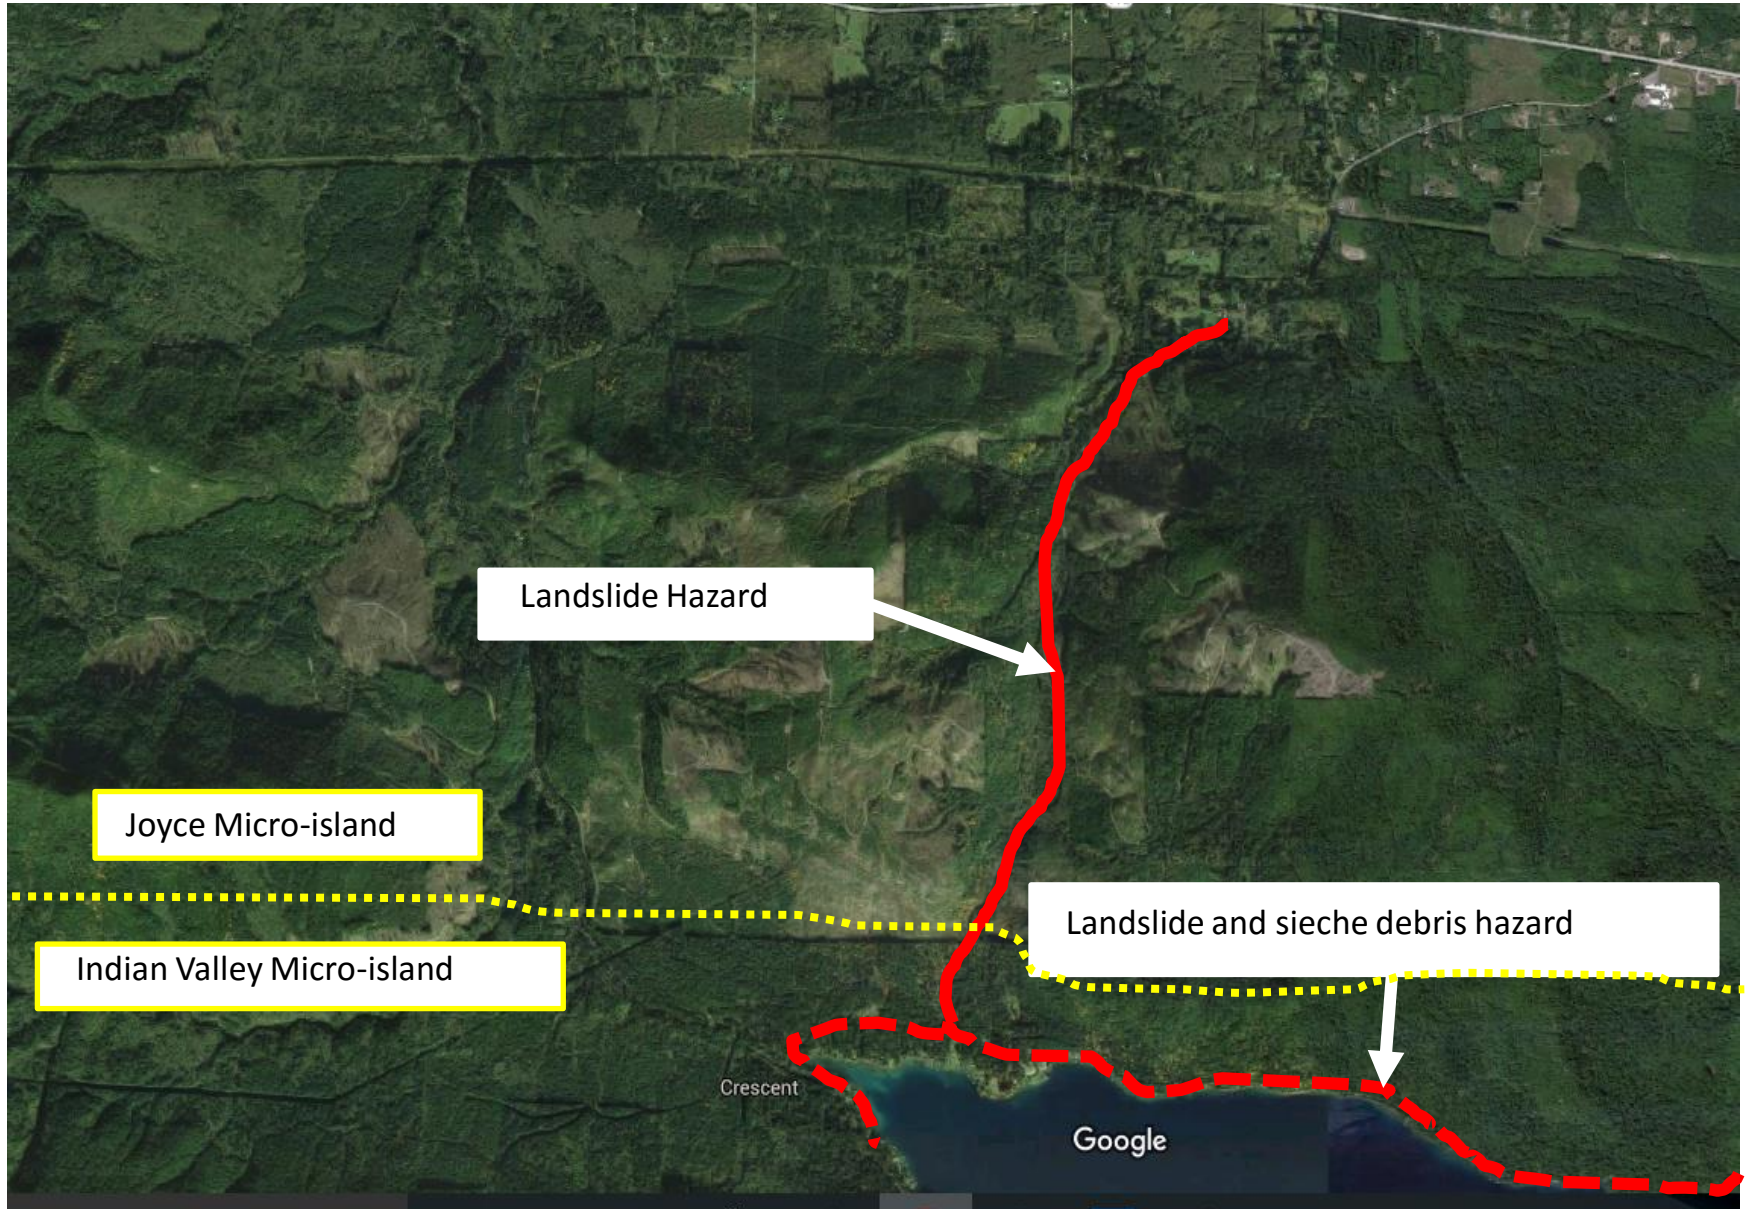 Landslide Hazard
Joyce Micro-island
Landslide and sieche debris hazard
Indian Valley Micro-island
Crescent
Google